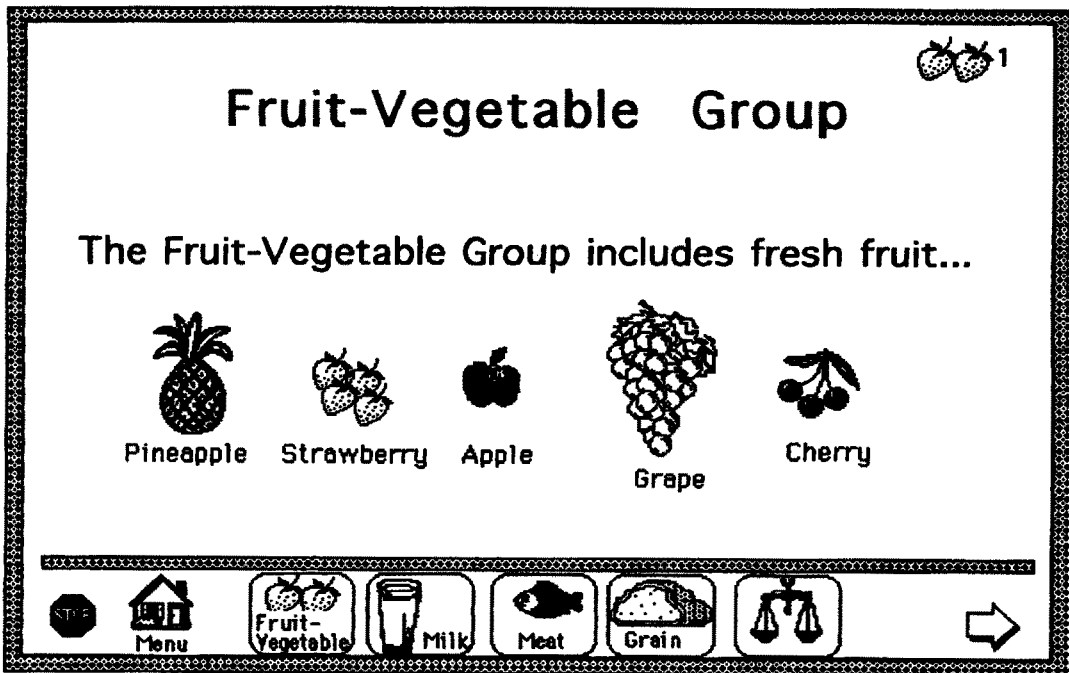 1
Fruit-Vegetable Group
The Fruit-Vegetable Group includes fresh fruit...
Pineapple Strawberry Apple Grape Cherry
STOP
Menu
Fruit-
Vegetable
Milk
Meat
Grain